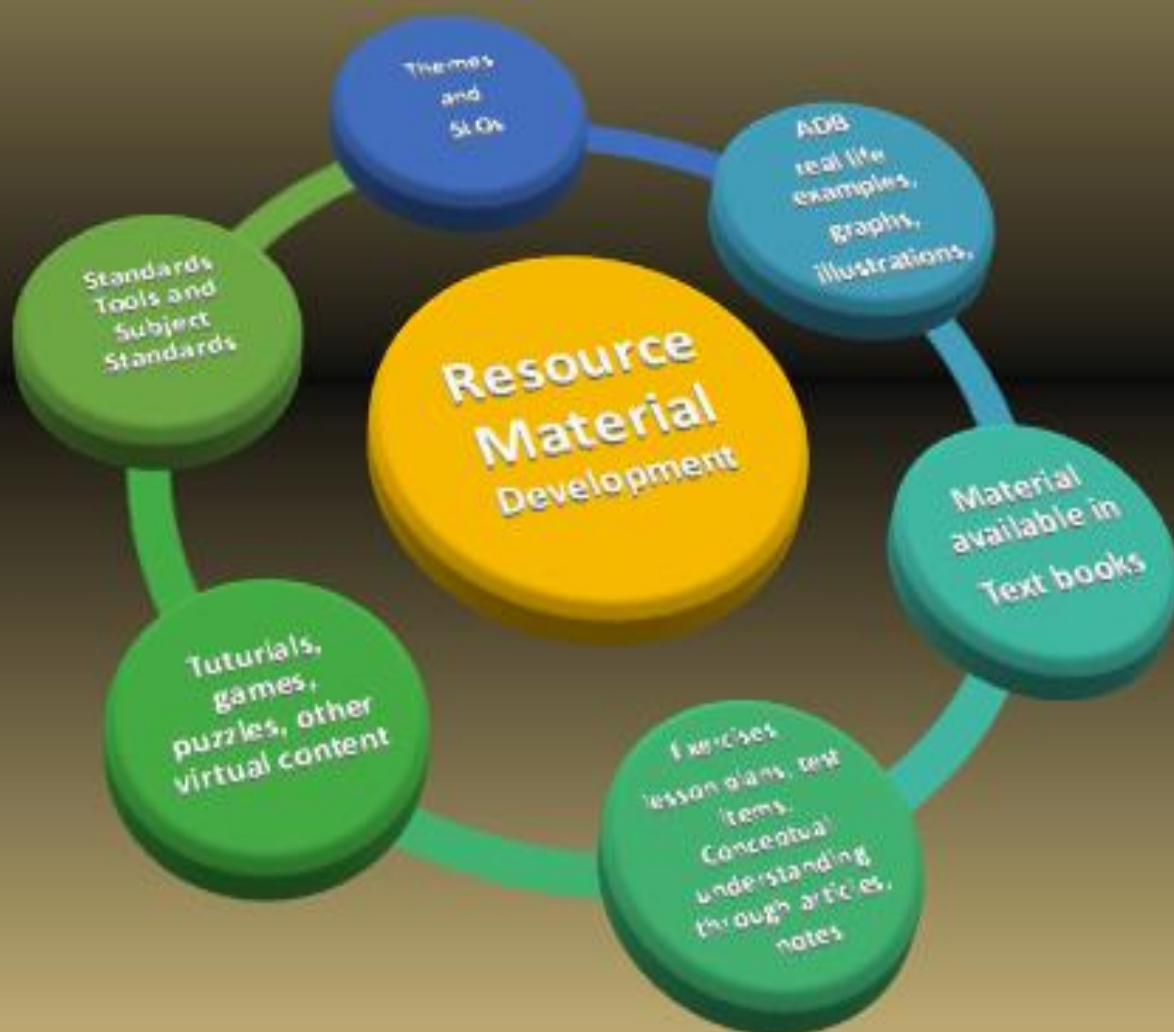 Resource
Material
Development
Themes
and
SLOs
ADB
real life
examples,
graphs,
illustrations,
Material
available in
Text books
Exercises
lesson plans, test
items.
Conceptual
understanding
through articles,
notes
Tuturials,
games,
puzzles, other
virtual content
Standards
Tools and
Subject
Standards